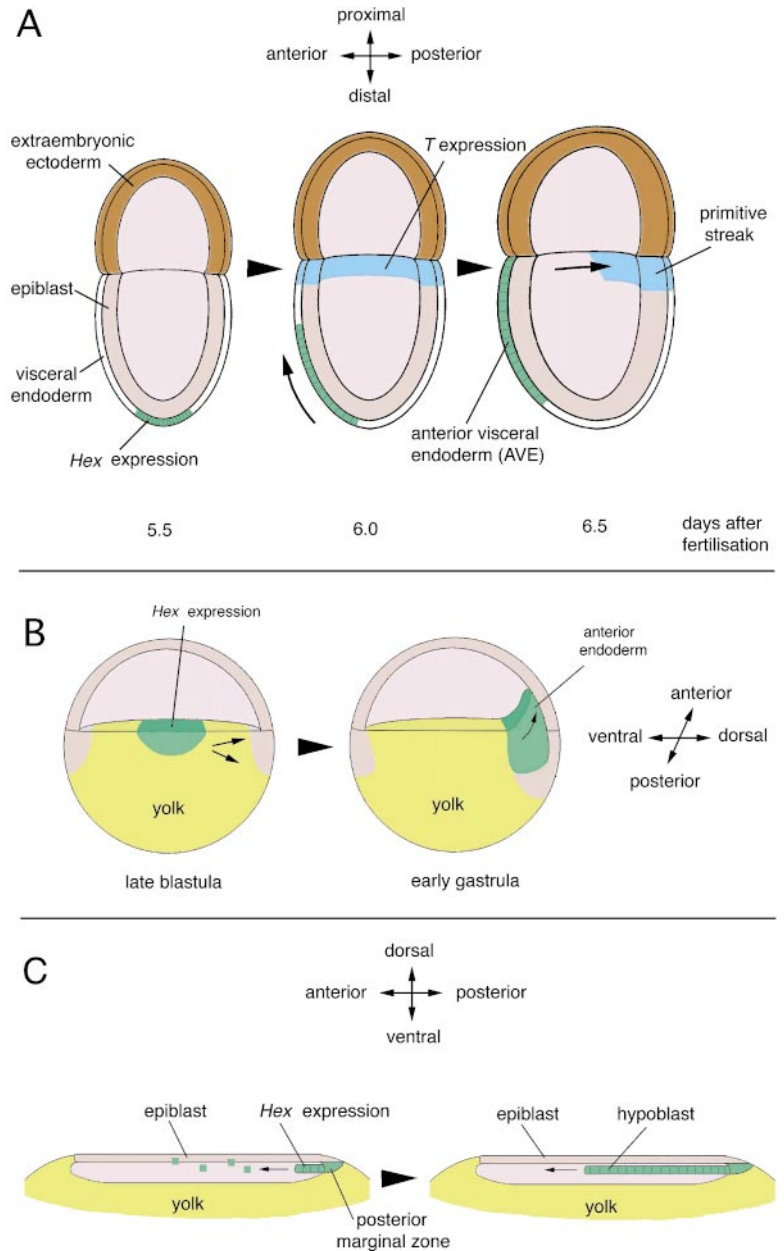 A
proximal
anterior
posterior
distal
extraembryonic
ectoderm
T expression
primitive
streak
epiblast
visceral
endoderm
Hex expression
anterior visceral
endoderm (AVE)
5.5
6.0
6.5
days after
fertilisation
B
Hex expression
anterior
endoderm
anterior
ventral
dorsal
posterior
yolk
yolk
late blastula
early gastrula
C
dorsal
anterior
posterior
ventral
epiblast
Hex expression
epiblast
hypoblast
yolk
posterior
marginal zone
yolk